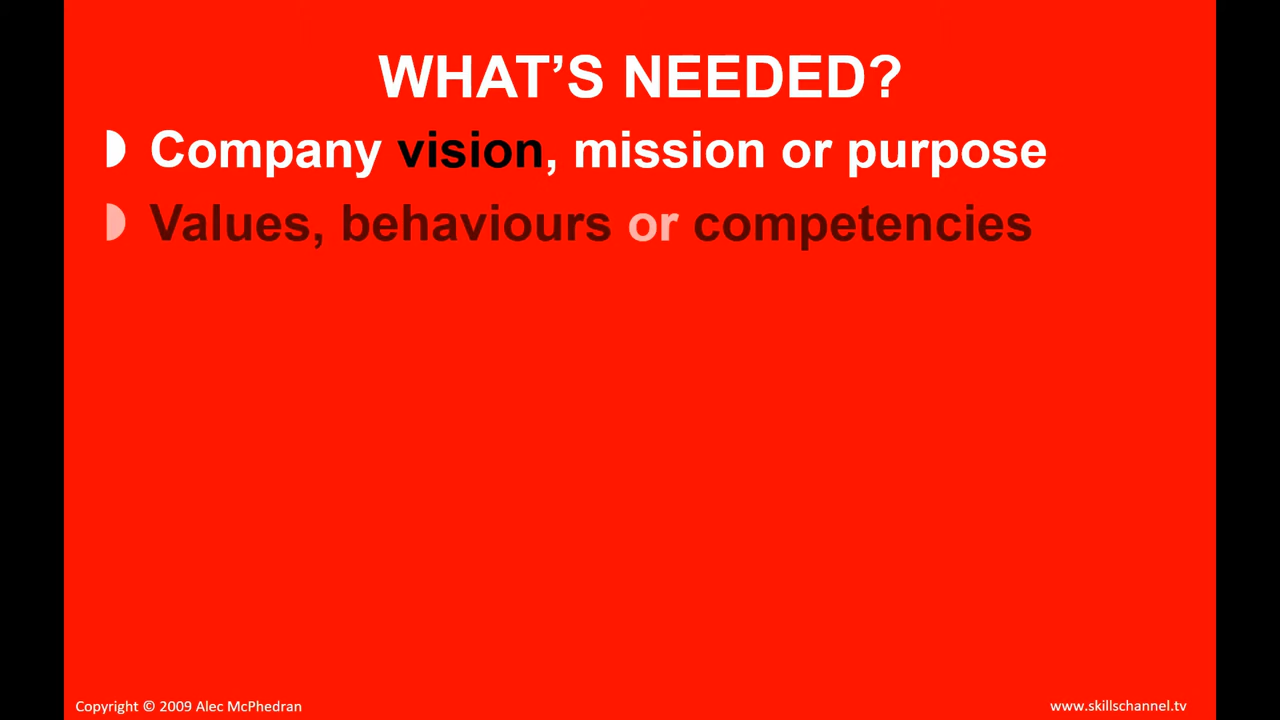 WHAT’S NEEDED?
Company vision, mission or purpose
Values, behaviours or competencies
Copyright © 2009 Alec McPhedran
www.skillschannel.tv